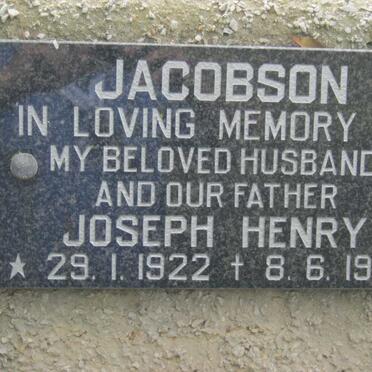 JACOBSON
IN LOVING MEMORY
MY BELOVED HUSBAND
AND OUR FATHER
JOSEPH HENRY
★ 29.1.1922 ✝ 8.6.19